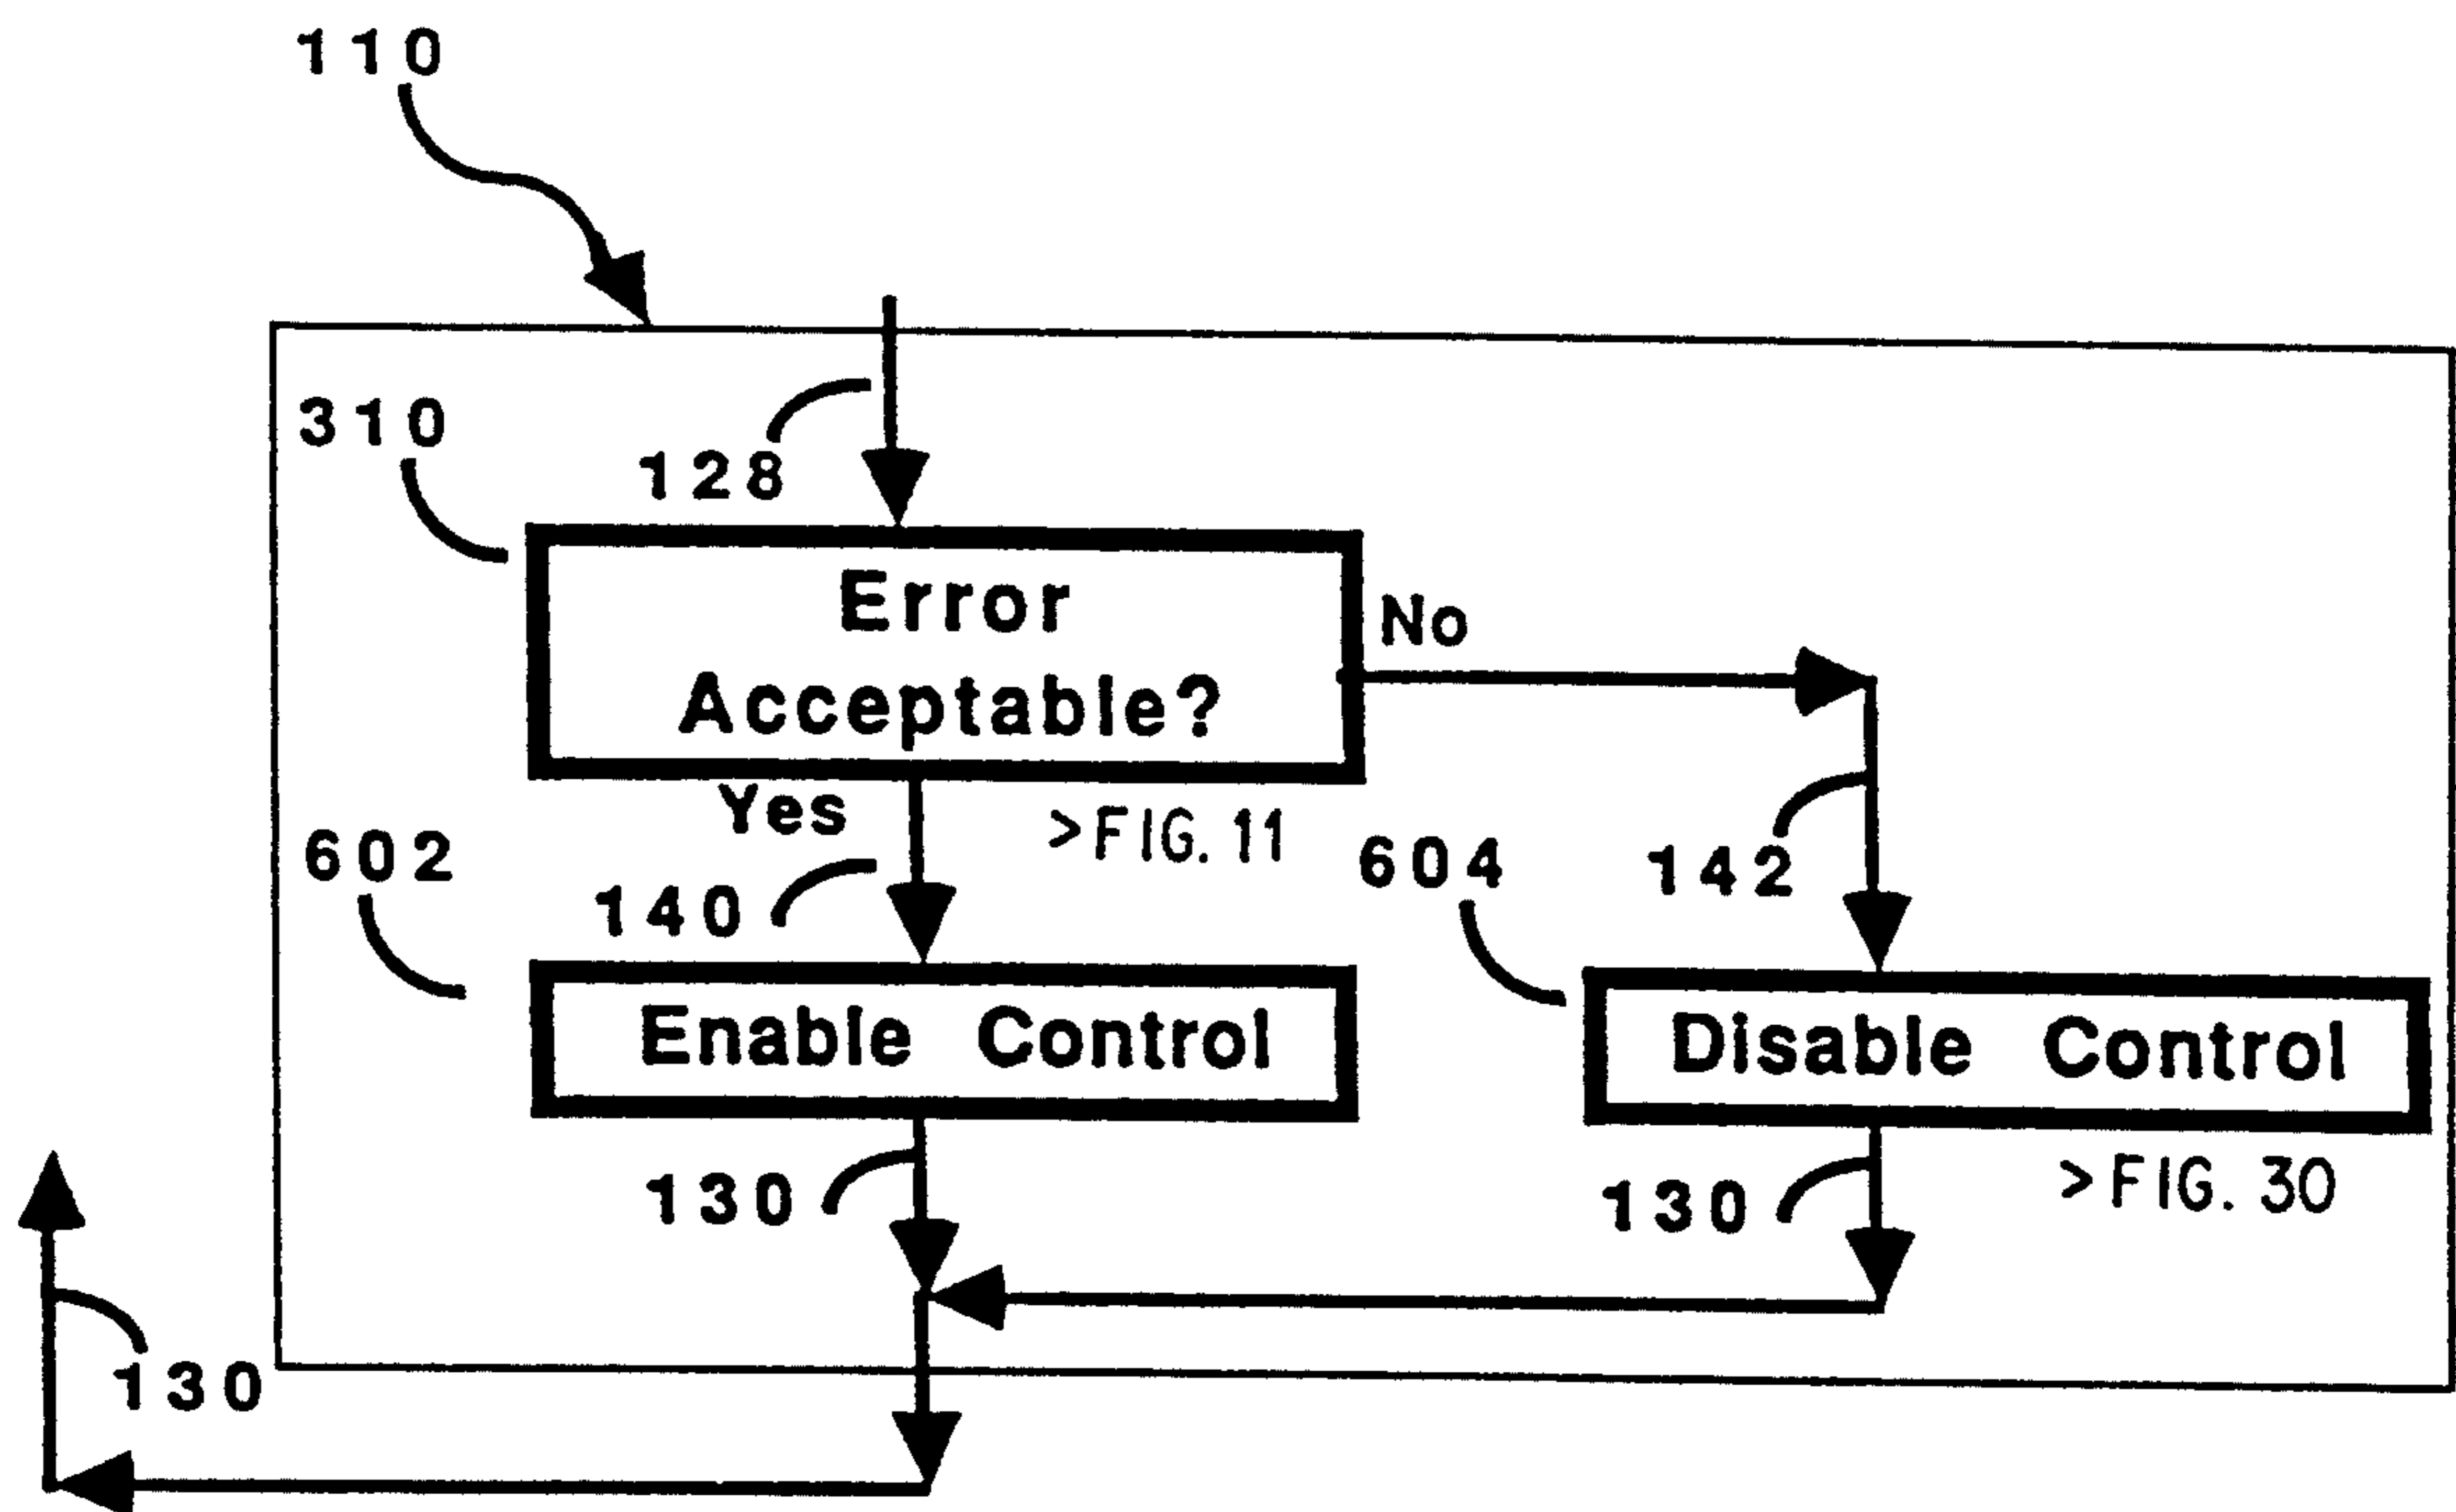 110
310
128
Error
Acceptable?
No
Yes
>FIG. 11
602
604
142
140
Enable Control
Disable Control
130
130
>FIG. 30
130